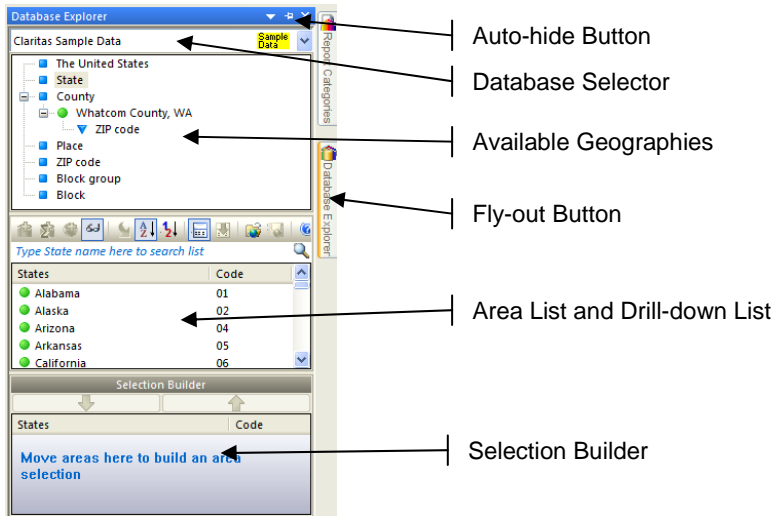 Database Explorer
Claritas Sample Data
Sample Data
The United States
State
County
Whatcom County, WA
ZIP code
Place
ZIP code
Block group
Block
Type State name here to search list
States Code
Alabama 01
Alaska 02
Arizona 04
Arkansas 05
California 06
Selection Builder
States Code
Move areas here to build an area
selection
Report Categories
Database Explorer
Auto-hide Button
Database Selector
Available Geographies
Fly-out Button
Area List and Drill-down List
Selection Builder